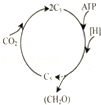 2C₃
ATP
[H]
CO₂
C₅
(CH₂O)